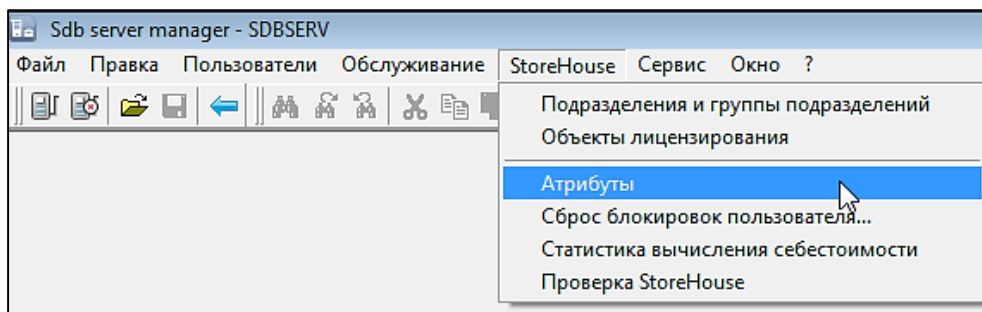 Sdb server manager - SDBSERV
Файл Правка Пользователи Обслуживание StoreHouse Сервис Окно ?
Подразделения и группы подразделений
Объекты лицензирования
Атрибуты
Сброс блокировок пользователя...
Статистика вычисления себестоимости
Проверка StoreHouse